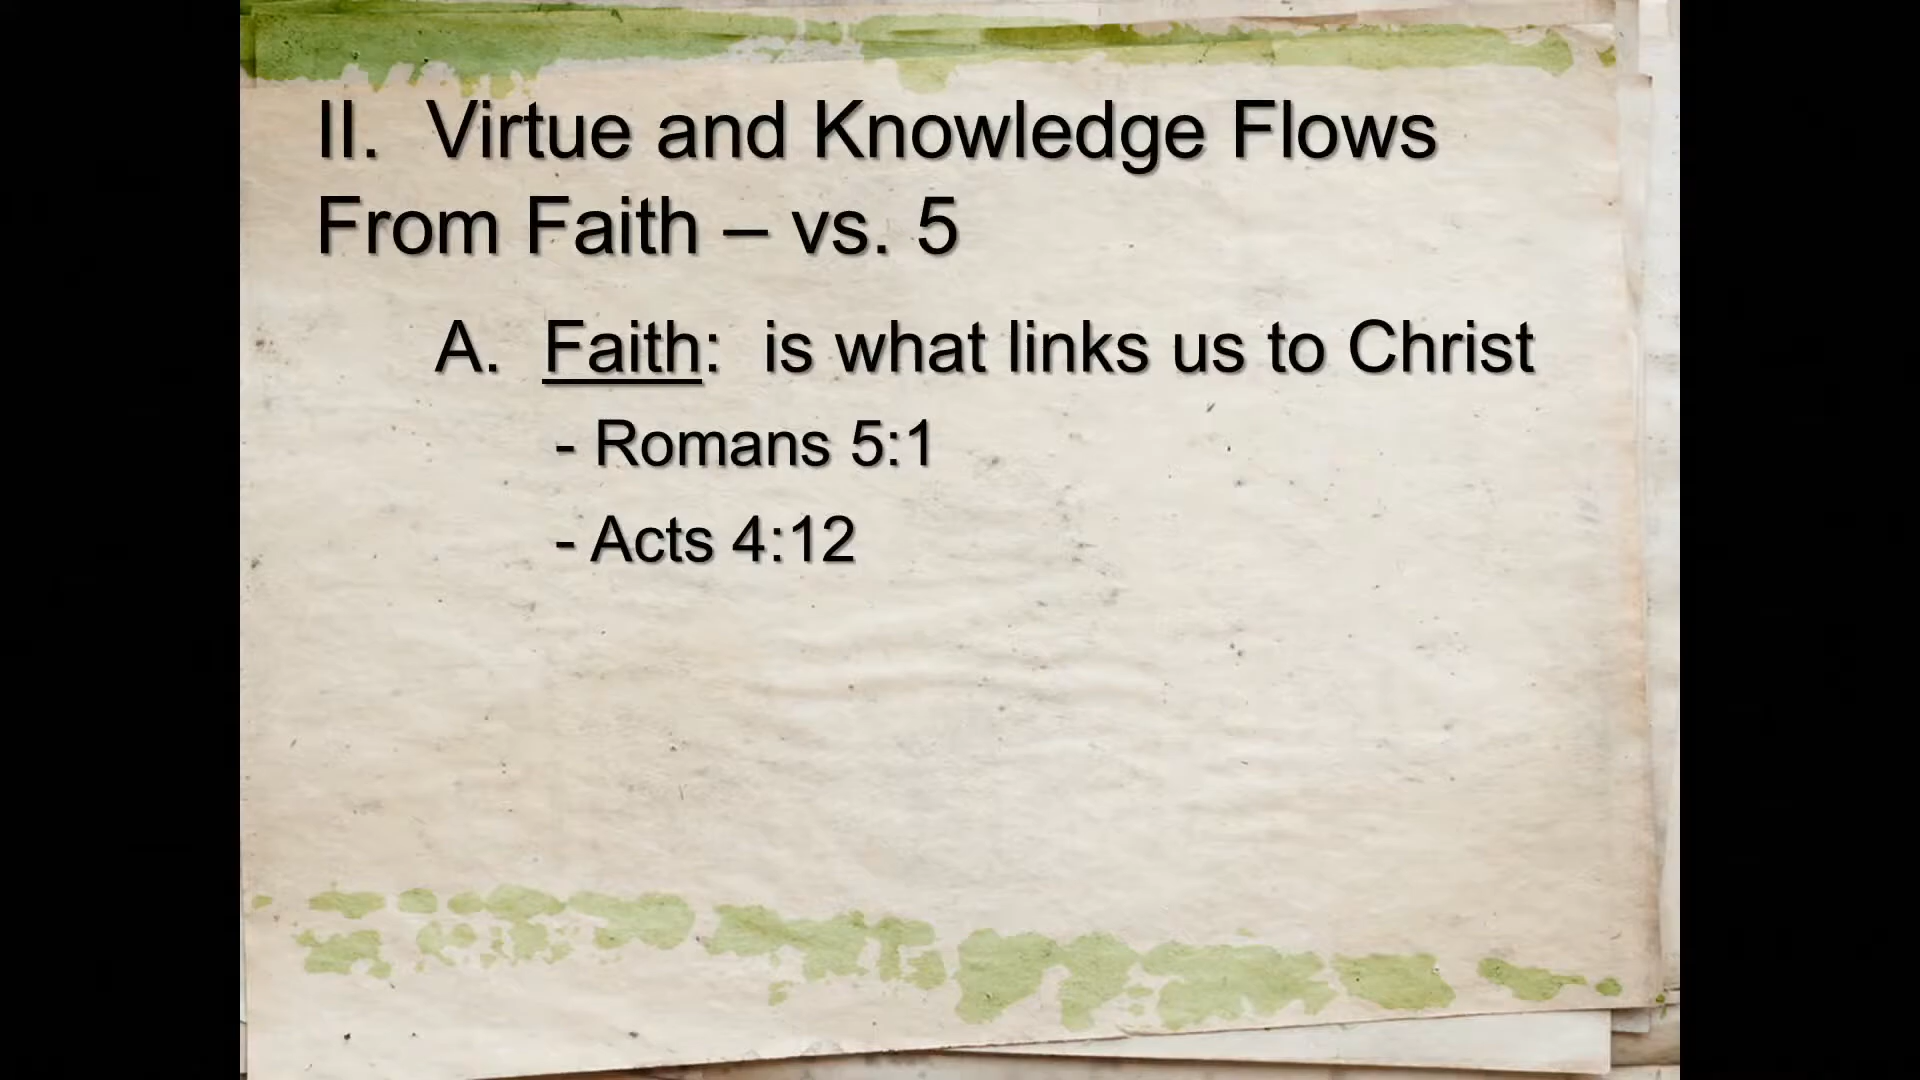 II. Virtue and Knowledge Flows
From Faith – vs. 5
A. Faith: is what links us to Christ
- Romans 5:1
- Acts 4:12